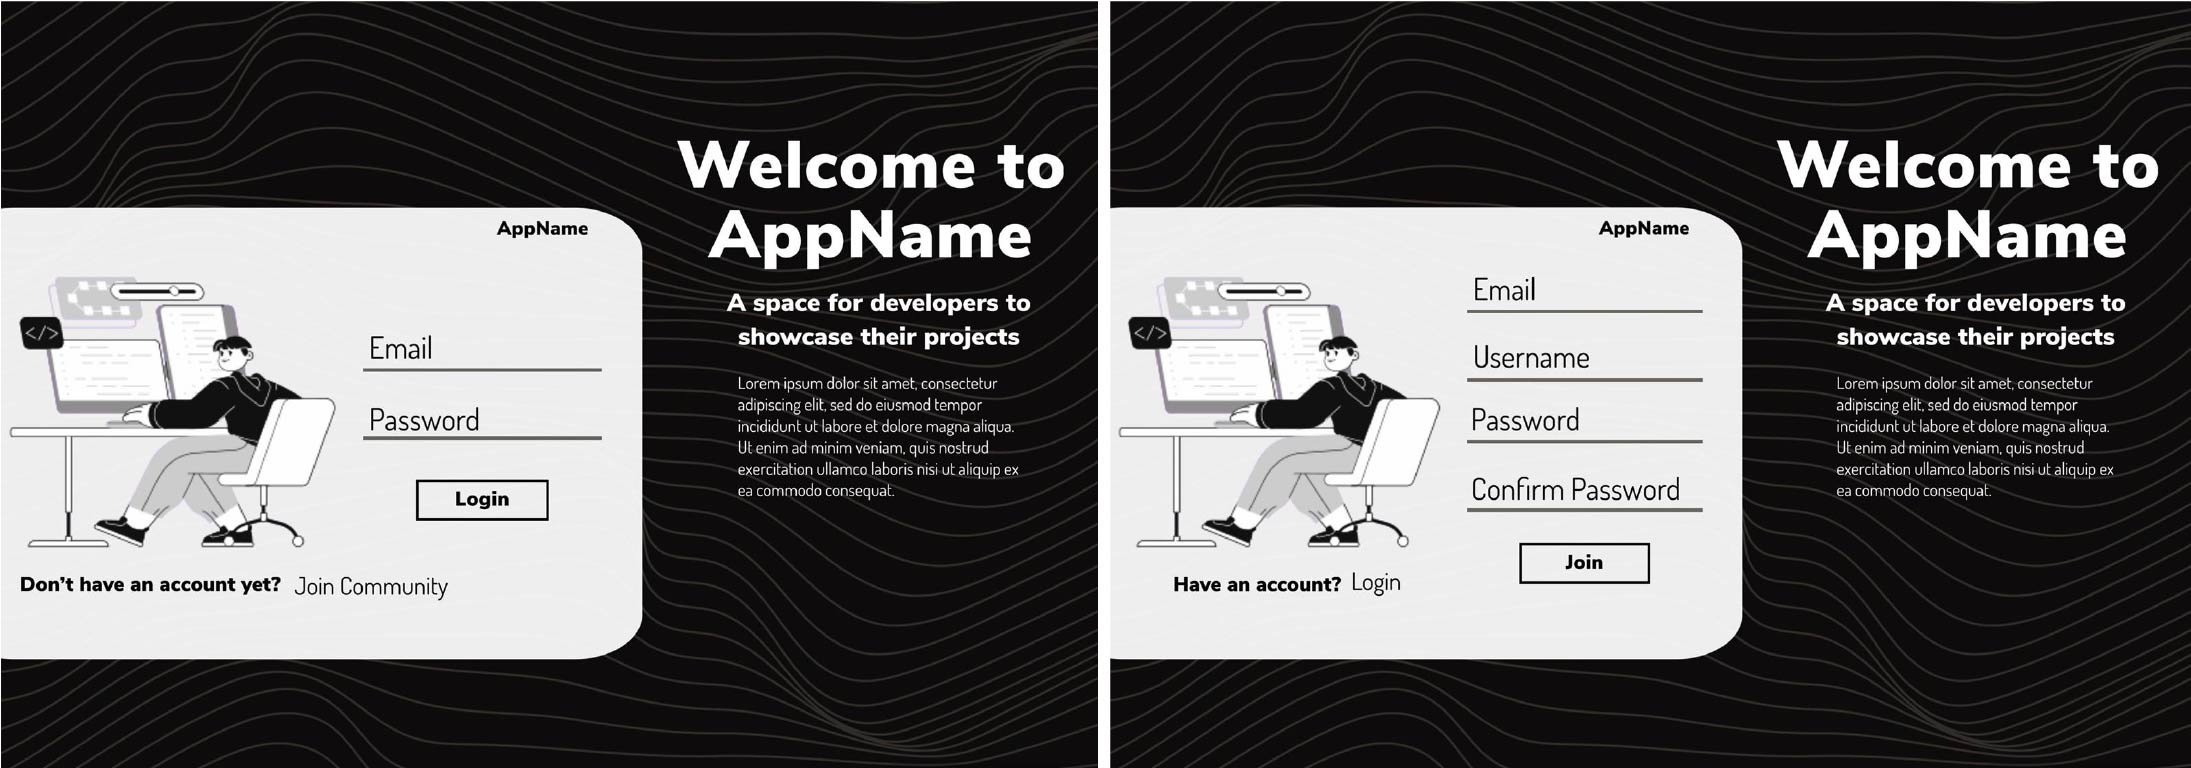 AppName
</>
Email
Password
Login
Don't have an account yet? Join Community
Welcome to
AppName
A space for developers to
showcase their projects
Lorem ipsum dolor sit amet, consectetur
adipiscing elit, sed do eiusmod tempor
incididunt ut labore et dolore magna aliqua.
Ut enim ad minim veniam, quis nostrud
exercitation ullamco laboris nisi ut aliquip ex
ea commodo consequat.
AppName
</>
Email
Username
Password
Confirm Password
Join
Have an account? Login
Welcome to
AppName
A space for developers to
showcase their projects
Lorem ipsum dolor sit amet, consectetur
adipiscing elit, sed do eiusmod tempor
incididunt ut labore et dolore magna aliqua.
Ut enim ad minim veniam, quis nostrud
exercitation ullamco laboris nisi ut aliquip ex
ea commodo consequat.